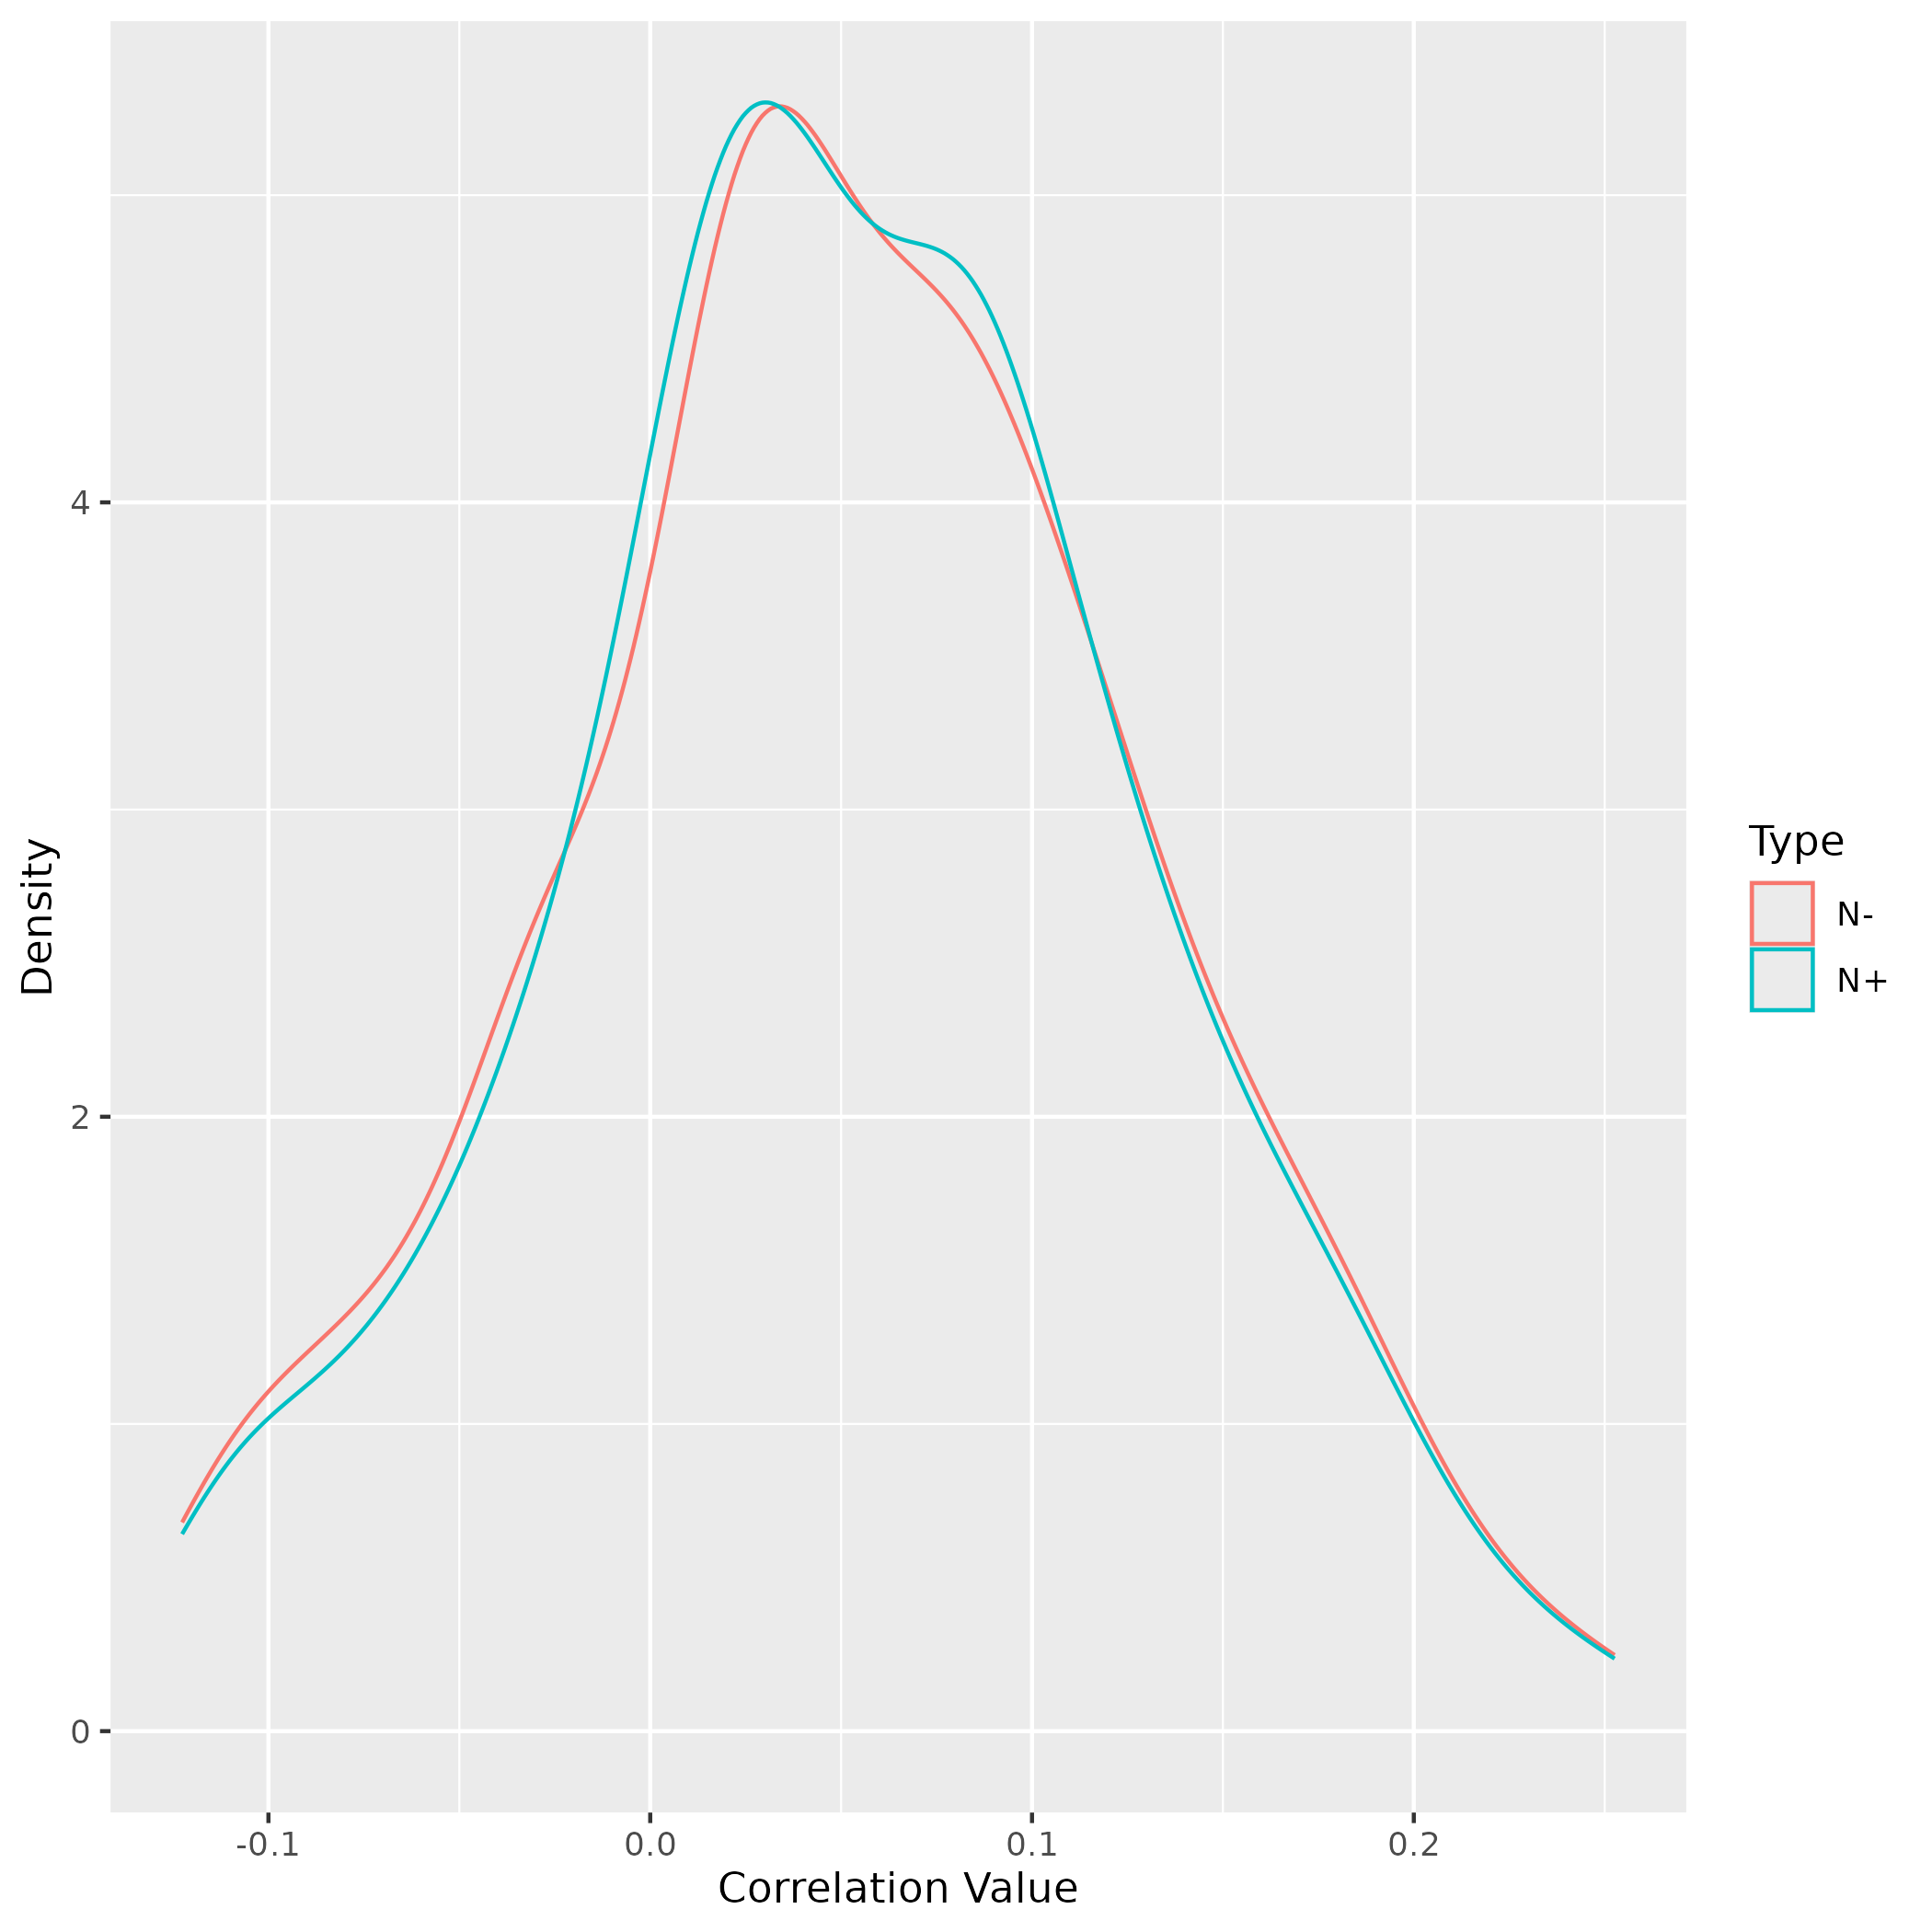 Density
4
2
0
-0.1
0.0
0.1
0.2
Correlation Value
Type
N-
N+